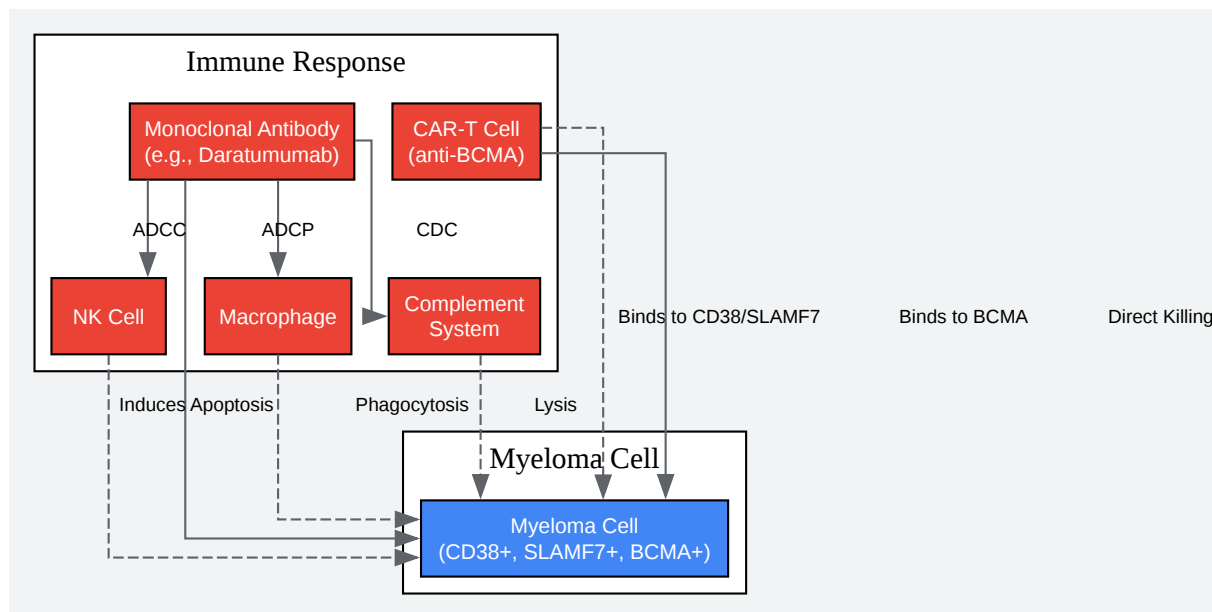 Immune Response
Monoclonal Antibody
(e.g., Daratumumab)
CAR-T Cell
(anti-BCMA)
ADCC
ADCP
CDC
NK Cell
Macrophage
Complement
System
Binds to CD38/SLAMF7
Binds to BCMA
Direct Killing
Induces Apoptosis
Phagocytosis
Lysis
Myeloma Cell
Myeloma Cell
(CD38+, SLAMF7+, BCMA+)